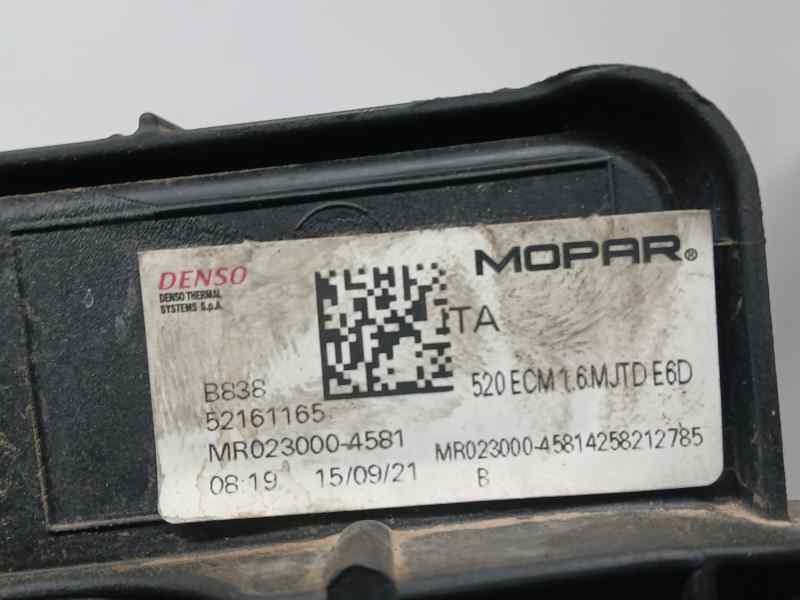 DENSO
DENSO THERMAL
SYSTEMS S.p.A.
MOPAR®
ITA
B838
520 ECM 1.6 MJTD E6D
52161165
MR023000-4581
MR023000-45814258212785
08:19 15/09/21
B